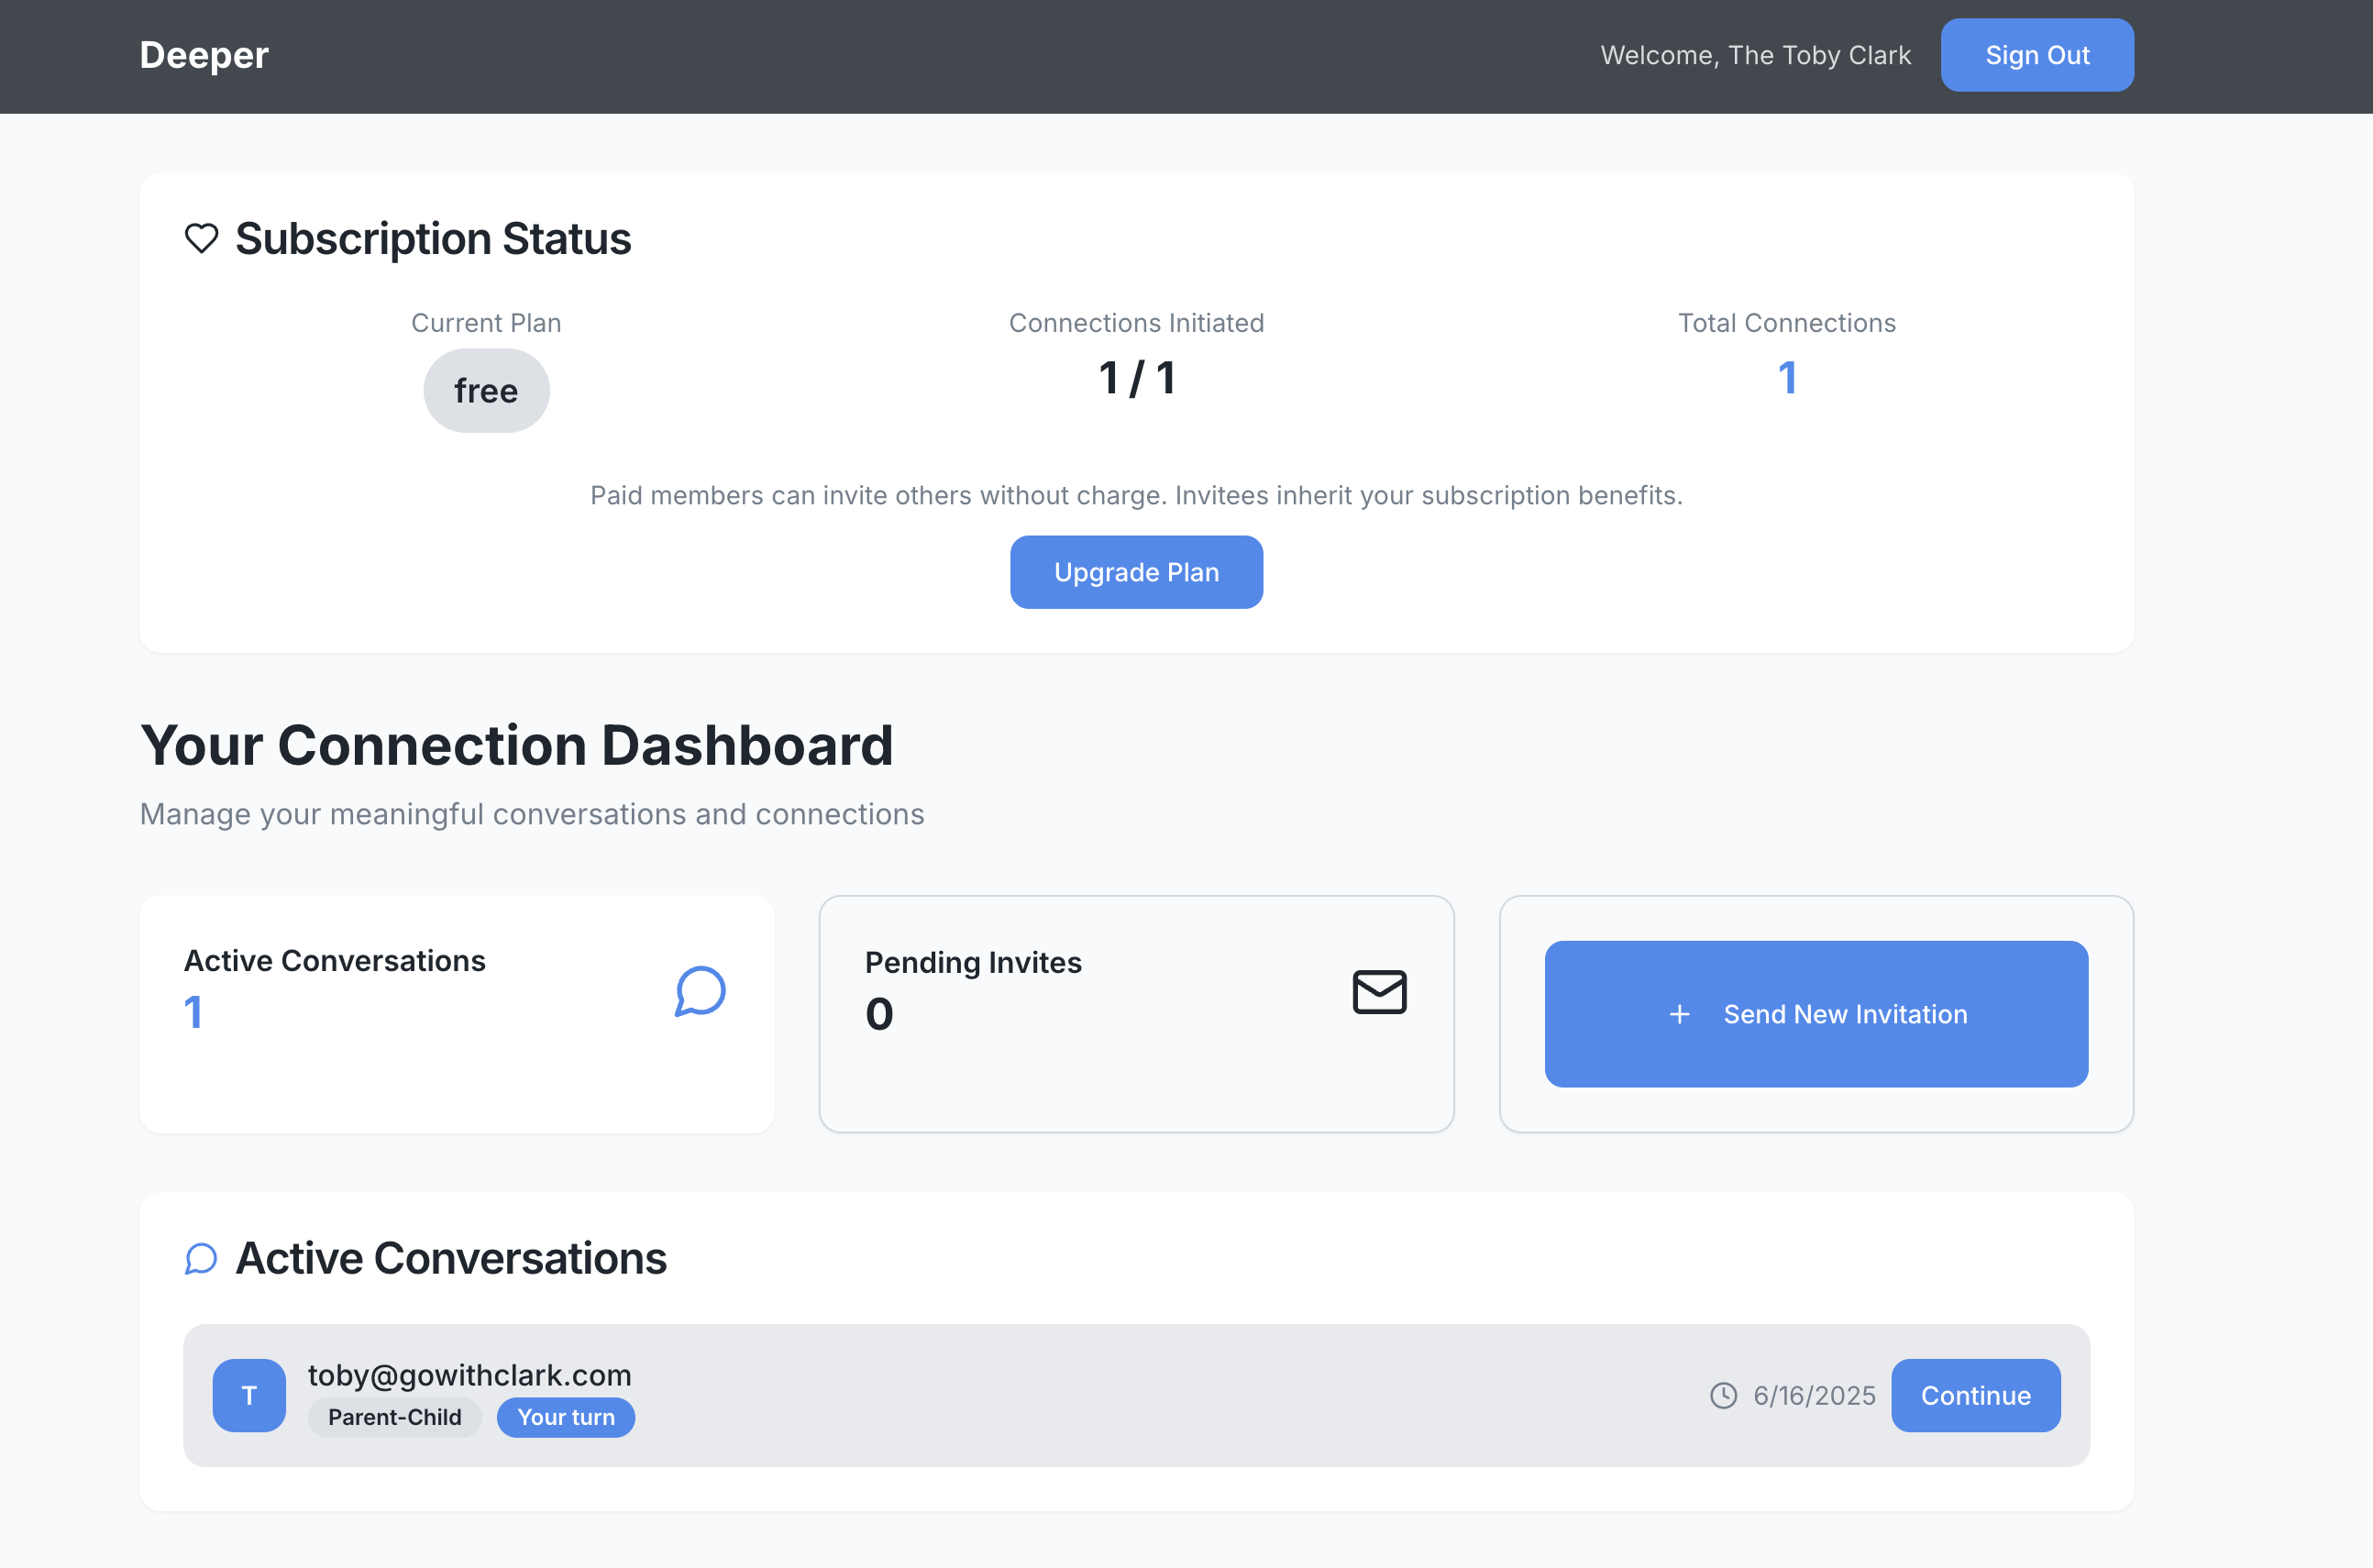 Deeper
Welcome, The Toby Clark
Sign Out
Subscription Status
Current Plan
free
Connections Initiated
1 / 1
Total Connections
1
Paid members can invite others without charge. Invitees inherit your subscription benefits.
Upgrade Plan
Your Connection Dashboard
Manage your meaningful conversations and connections
Active Conversations
1
Pending Invites
0
+ Send New Invitation
Active Conversations
T
toby@gowithclark.com
Parent-Child
Your turn
6/16/2025
Continue